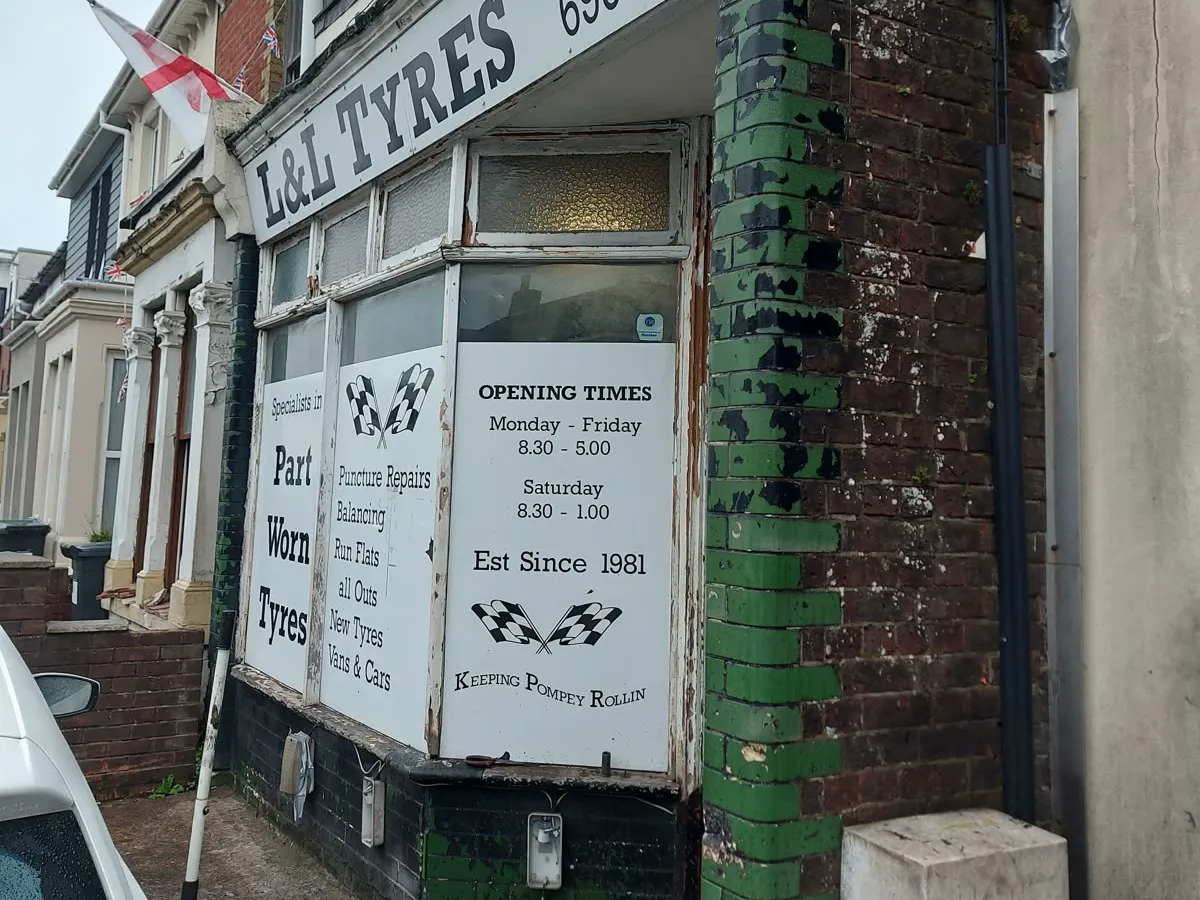 L&L TYRES
Specialists in
Part
Worn
Tyres
Puncture Repairs
Balancing
Run Flats
all Outs
New Tyres
Vans & Cars
OPENING TIMES
Monday - Friday
8.30 - 5.00
Saturday
8.30 - 1.00
Est Since 1981
KEEPING POMPEY ROLLIN